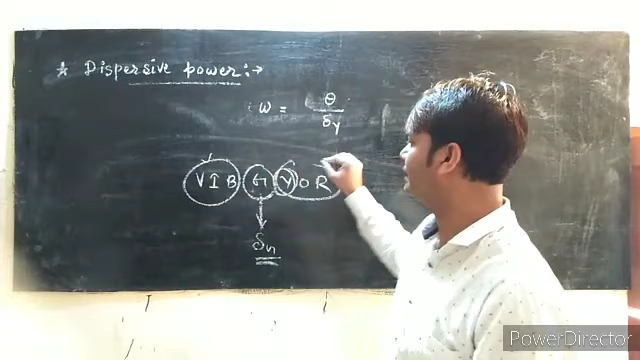 ★ Dispersive power :→
ω = θ / δy
V I B G Y O R
δn
PowerDirector